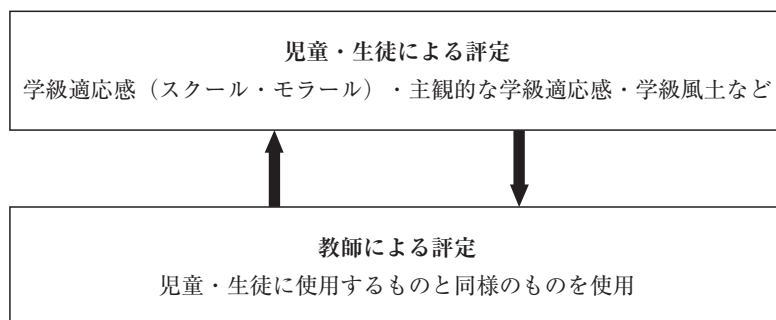 児童・生徒による評定
学級適応感（スクール・モラール）・主観的な学級適応感・学級風土など
教師による評定
児童・生徒に使用するものと同様のものを使用